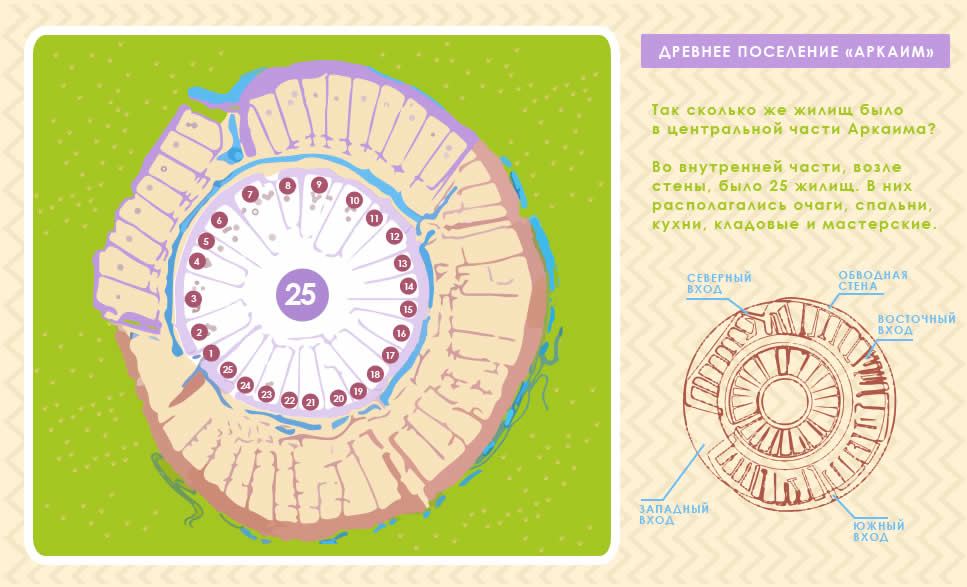 ДРЕВНЕЕ ПОСЕЛЕНИЕ «АРКАИМ»
Так сколько же жилищ было
в центральной части Аркаима?
Во внутренней части, возле
стены, было 25 жилищ. В них
располагались очаги, спальни,
кухни, кладовые и мастерские.
1
2
3
4
5
6
7
8
9
10
11
12
13
14
15
16
17
18
19
20
21
22
23
24
25
25
СЕВЕРНЫЙ
ВХОД
ОБВОДНАЯ
СТЕНА
ВОСТОЧНЫЙ
ВХОД
ЗАПАДНЫЙ
ВХОД
ЮЖНЫЙ
ВХОД